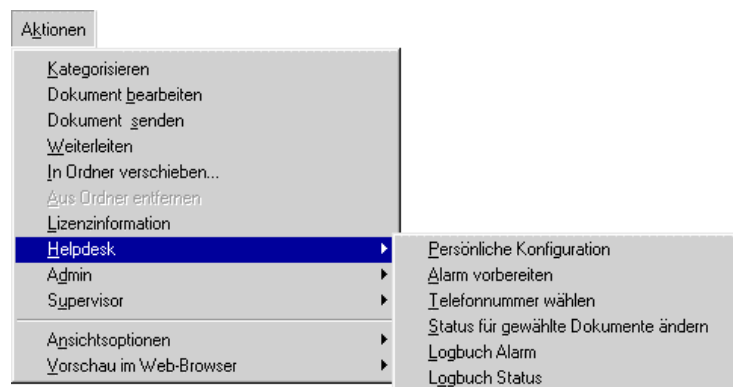 Aktionen
Kategorisieren
Dokument bearbeiten
Dokument senden
Weiterleiten
In Ordner verschieben...
Aus Ordner entfernen
Lizenzinformation
Helpdesk
Admin
Supervisor
Ansichtsoptionen
Vorschau im Web-Browser
Persönliche Konfiguration
Alarm vorbereiten
Telefonnummer wählen
Status für gewählte Dokumente ändern
Logbuch Alarm
Logbuch Status